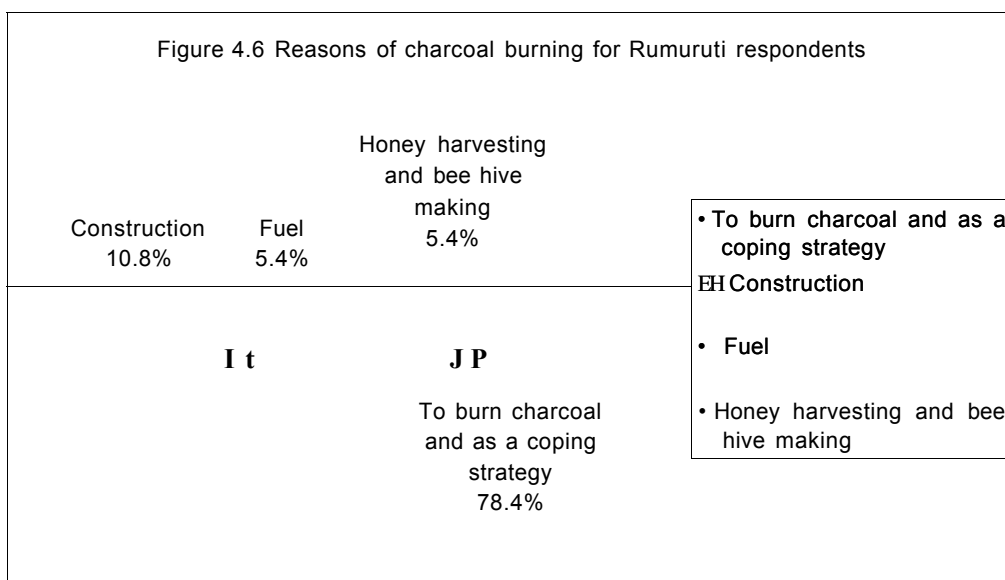 Figure 4.6 Reasons of charcoal burning for Rumuruti respondents
Honey harvesting
and bee hive
making
5.4%
Construction
10.8%
Fuel
5.4%
• To burn charcoal and as a
coping strategy
EH Construction
• Fuel
• Honey harvesting and bee
hive making
I t
J P
To burn charcoal
and as a coping
strategy
78.4%